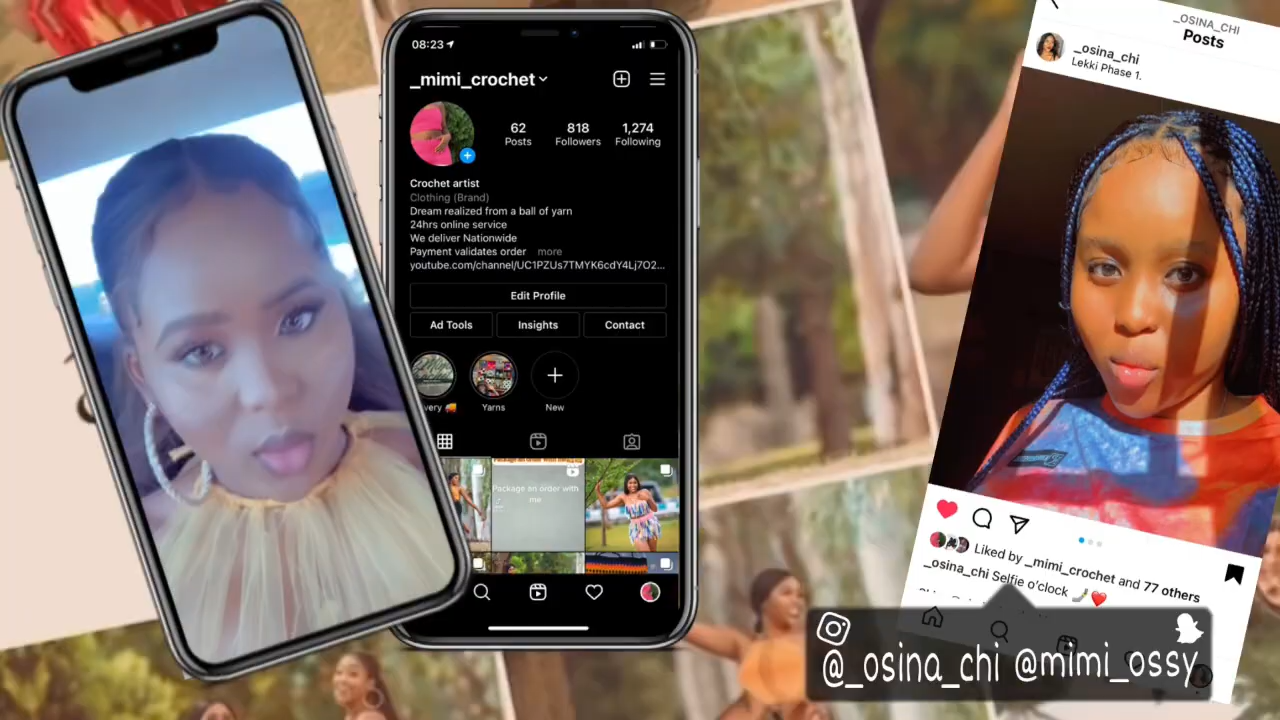 08:23
_mimi_crochet
62
818
1,274
Posts
Followers
Following
Crochet artist
Clothing (Brand)
Dream realized from a ball of yarn
24hrs online service
We deliver Nationwide
Payment validates order more
youtube.com/channel/UC1PZUs7TMYK6cdY4Lj7O2...
Edit Profile
Ad Tools
Insights
Contact
very 🚚
Yarns
New
Package an order with me
_OSINA_CHI
Posts
_osina_chi
Lekki Phase 1.
Liked by _mimi_crochet and 77 others
_osina_chi Selfie o'clock 🤳❤️
@_osina_chi @mimi_ossy